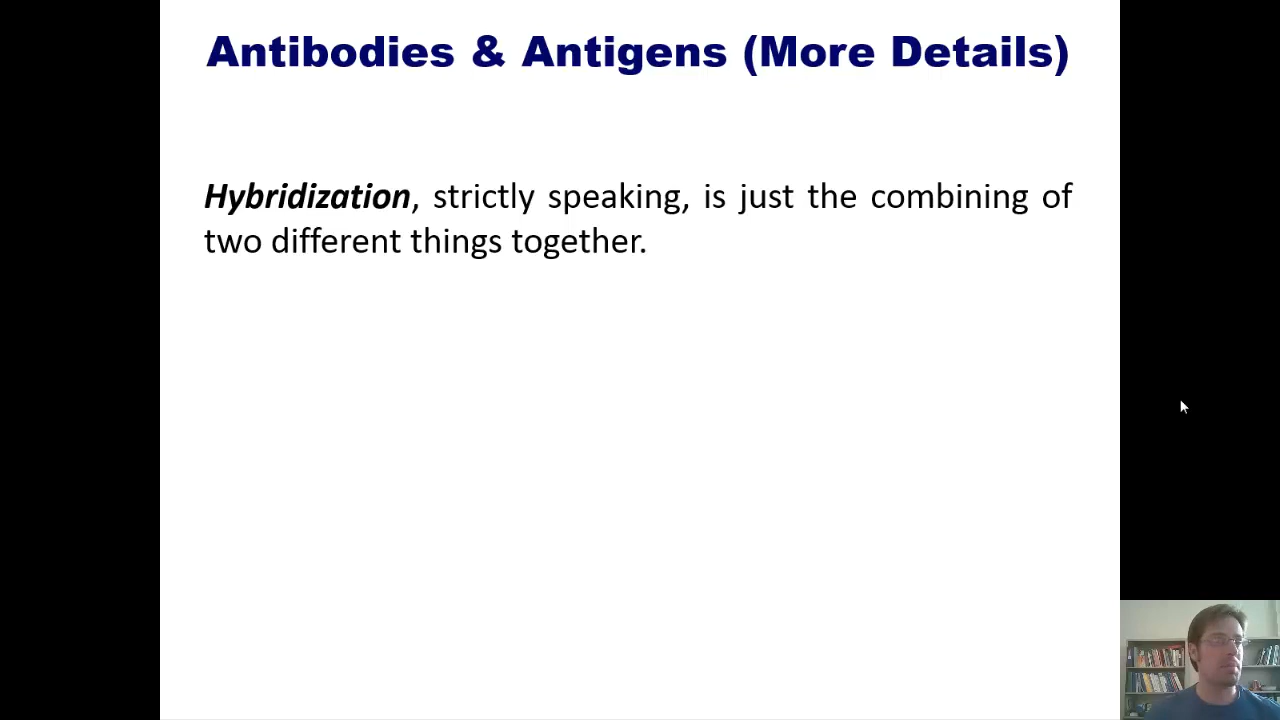 Antibodies & Antigens (More Details)
Hybridization, strictly speaking, is just the combining of
two different things together.